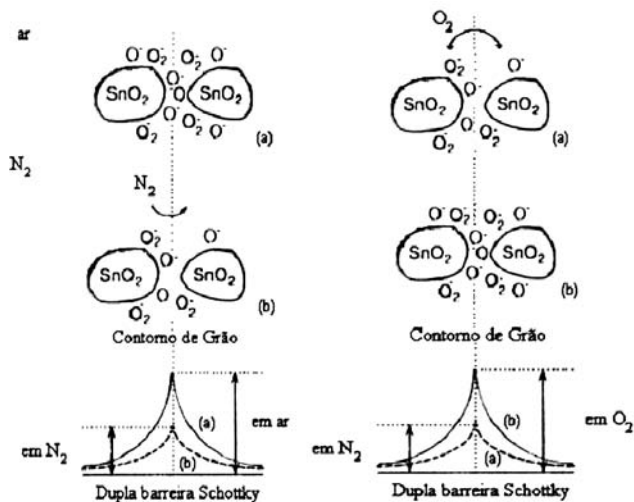 ar
O⁻ O₂⁻ O₂⁻ O⁻
O⁻
SnO₂ O SnO₂
O⁻
O₂⁻ O₂⁻ O⁻
(a)
N₂
N₂
O₂⁻ O⁻
O⁻
SnO₂ SnO₂
O
O₂⁻ O₂⁻
(b)
Contorno de Grão
(a)
em ar
em N₂
(b)
Dupla barreira Schottky
O₂
O₂⁻ O⁻
O⁻
SnO₂ SnO₂
O
O₂⁻ O₂⁻
(a)
O⁻ O₂⁻ O₂⁻ O⁻
O⁻
SnO₂ O SnO₂
O⁻
O₂⁻ O₂⁻ O⁻
(b)
Contorno de Grão
(b)
em O₂
em N₂
(a)
Dupla barreira Schottky